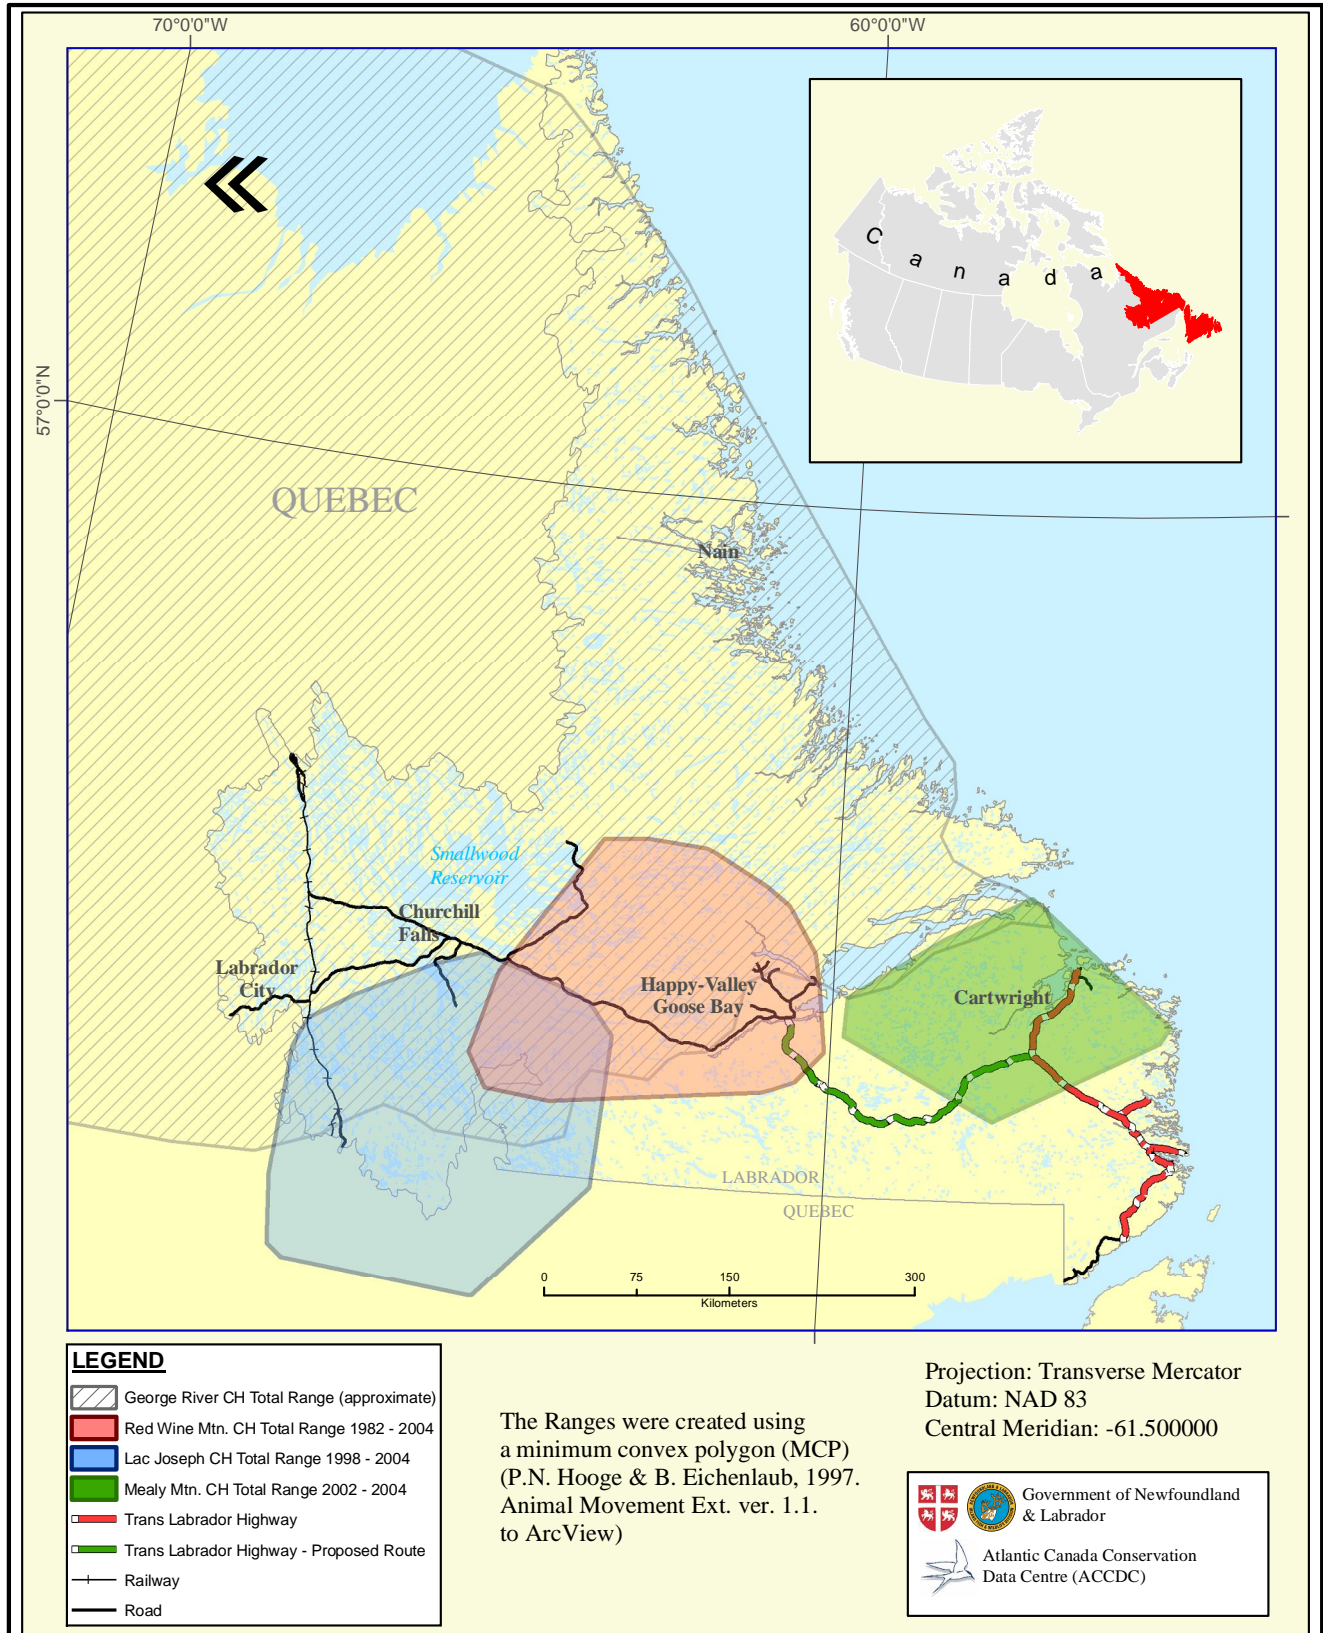 70°0'0"W
60°0'0"W
57°0'0"N
Canada
QUEBEC
Nain
Smallwood
Reservoir
Churchill
Falls
Labrador
City
Happy-Valley
Goose Bay
Cartwright
LABRADOR
QUEBEC
0 75 150 300
Kilometers
LEGEND
George River CH Total Range (approximate)
Red Wine Mtn. CH Total Range 1982 - 2004
Lac Joseph CH Total Range 1998 - 2004
Mealy Mtn. CH Total Range 2002 - 2004
Trans Labrador Highway
Trans Labrador Highway - Proposed Route
Railway
Road
The Ranges were created using
a minimum convex polygon (MCP)
(P.N. Hooge & B. Eichenlaub, 1997.
Animal Movement Ext. ver. 1.1.
to ArcView)
Projection: Transverse Mercator
Datum: NAD 83
Central Meridian: -61.500000
Government of Newfoundland
& Labrador
Atlantic Canada Conservation
Data Centre (ACCDC)